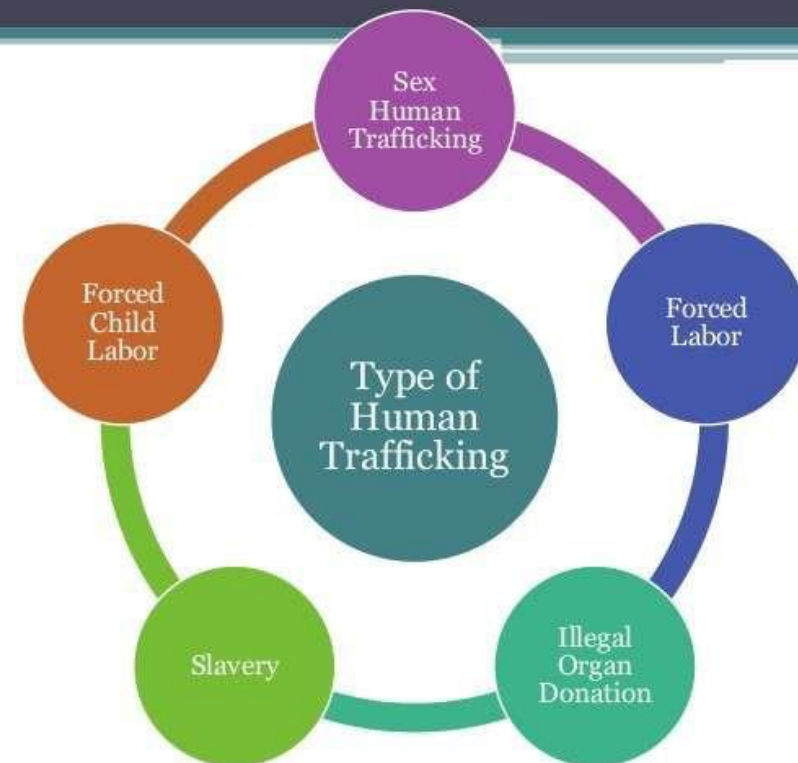 Sex
Human
Trafficking
Forced
Labor
Illegal
Organ
Donation
Slavery
Forced
Child
Labor
Type of
Human
Trafficking